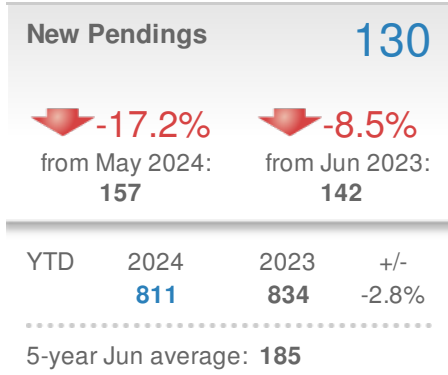 New Pendings 130
-17.2% -8.5%
from May 2024: from Jun 2023:
157 142
YTD 2024 2023 +/-
811 834 -2.8%
5-year Jun average: 185